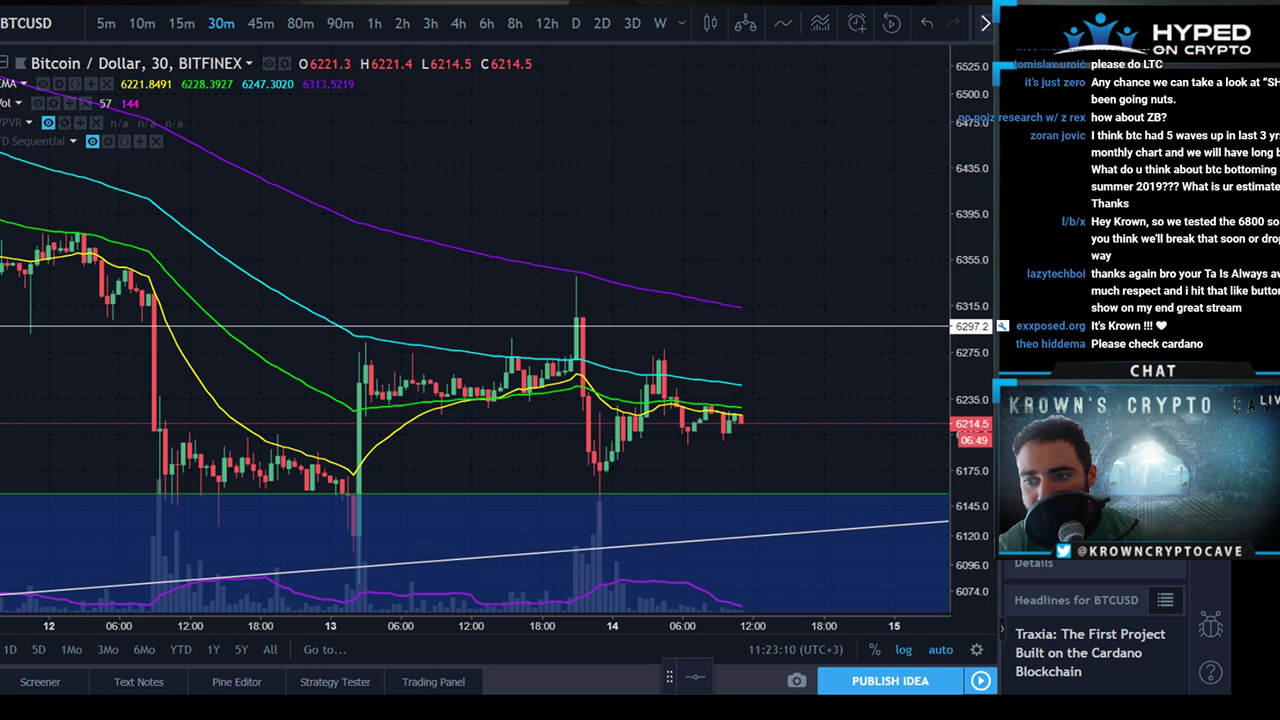 BTCUSD 5m 10m 15m 30m 45m 80m 90m 1h 2h 3h 4h 6h 8h 12h D 2D 3D W
Bitcoin / Dollar, 30, BITFINEX O6221.3 H6221.4 L6214.5 C6214.5
6221.8491 6228.3927 6247.3020 6313.5219
57 144
n/a n/a n/a
Sequential
6525.0
6500.0
6475.0
6435.0
6395.0
6355.0
6315.0
6297.2
6275.0
6235.0
6214.5
06:49
6175.0
6145.0
6120.0
6096.0
6074.0
12 06:00 12:00 18:00 13 06:00 12:00 18:00 14 06:00 12:00 18:00 15
1D 5D 1Mo 3Mo 6Mo YTD 1Y 5Y All Go to... 11:23:10 (UTC+3) % log auto
Screener Text Notes Pine Editor Strategy Tester Trading Panel PUBLISH IDEA
HYPED
ON CRYPTO
tomislav uroić please do LTC
it's just zero Any chance we can take a look at "SH
been going nuts.
research w/ z rex how about ZB?
zoran jovic I think btc had 5 waves up in last 3 yrs
monthly chart and we will have long b
What do u think about btc bottoming
summer 2019??? What is ur estimate
Thanks
l/b/x Hey Krown, so we tested the 6800 so
you think we'll break that soon or drop
way
lazytechboi thanks again bro your Ta Is Always
much respect and i hit that like button
show on my end great stream
exxposed.org It's Krown !!! ❤
theo hiddema Please check cardano
CHAT
KROWN'S CRYPTO CAVE
LIV
@KROWNCRYPTOCAVE
Details
Headlines for BTCUSD
Traxia: The First Project
Built on the Cardano
Blockchain